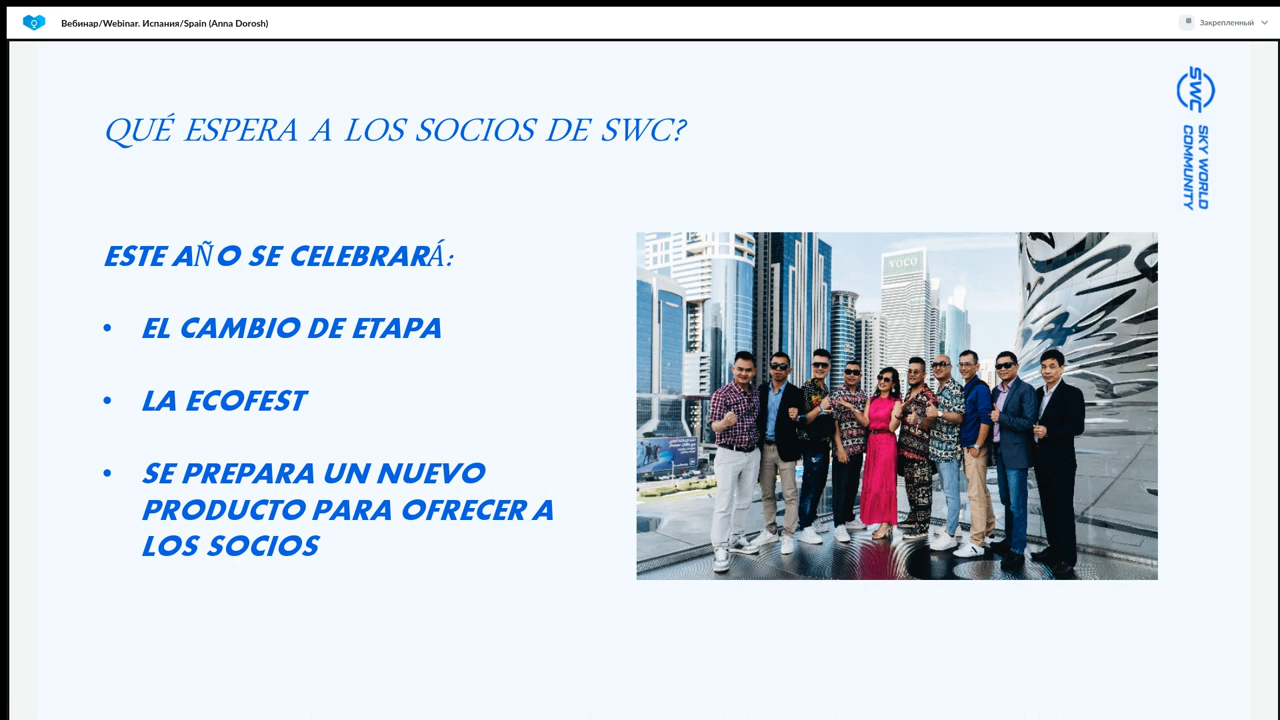 Вебинар/Webinar. Испания/Spain (Anna Dorosh)
Закрепленный
SWC
SKY WORLD
COMMUNITY
QUÉ ESPERA A LOS SOCIOS DE SWC?
ESTE AÑO SE CELEBRARÁ:
• EL CAMBIO DE ETAPA
• LA ECOFEST
• SE PREPARA UN NUEVO
PRODUCTO PARA OFRECER A
LOS SOCIOS
VOCO